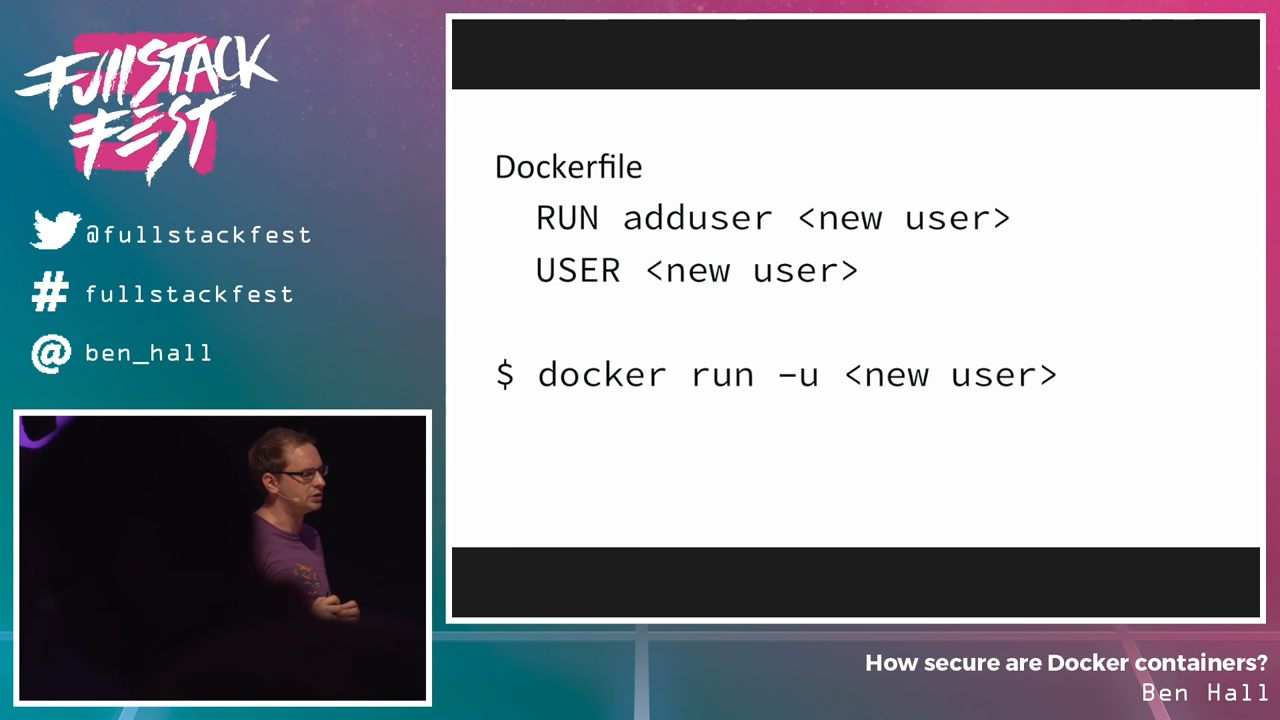 FullSTACK
FEST
@fullstackfest
# fullstackfest
@ ben_hall
Dockerfile
RUN adduser <new user>
USER <new user>
$ docker run –u <new user>
How secure are Docker containers?
Ben Hall